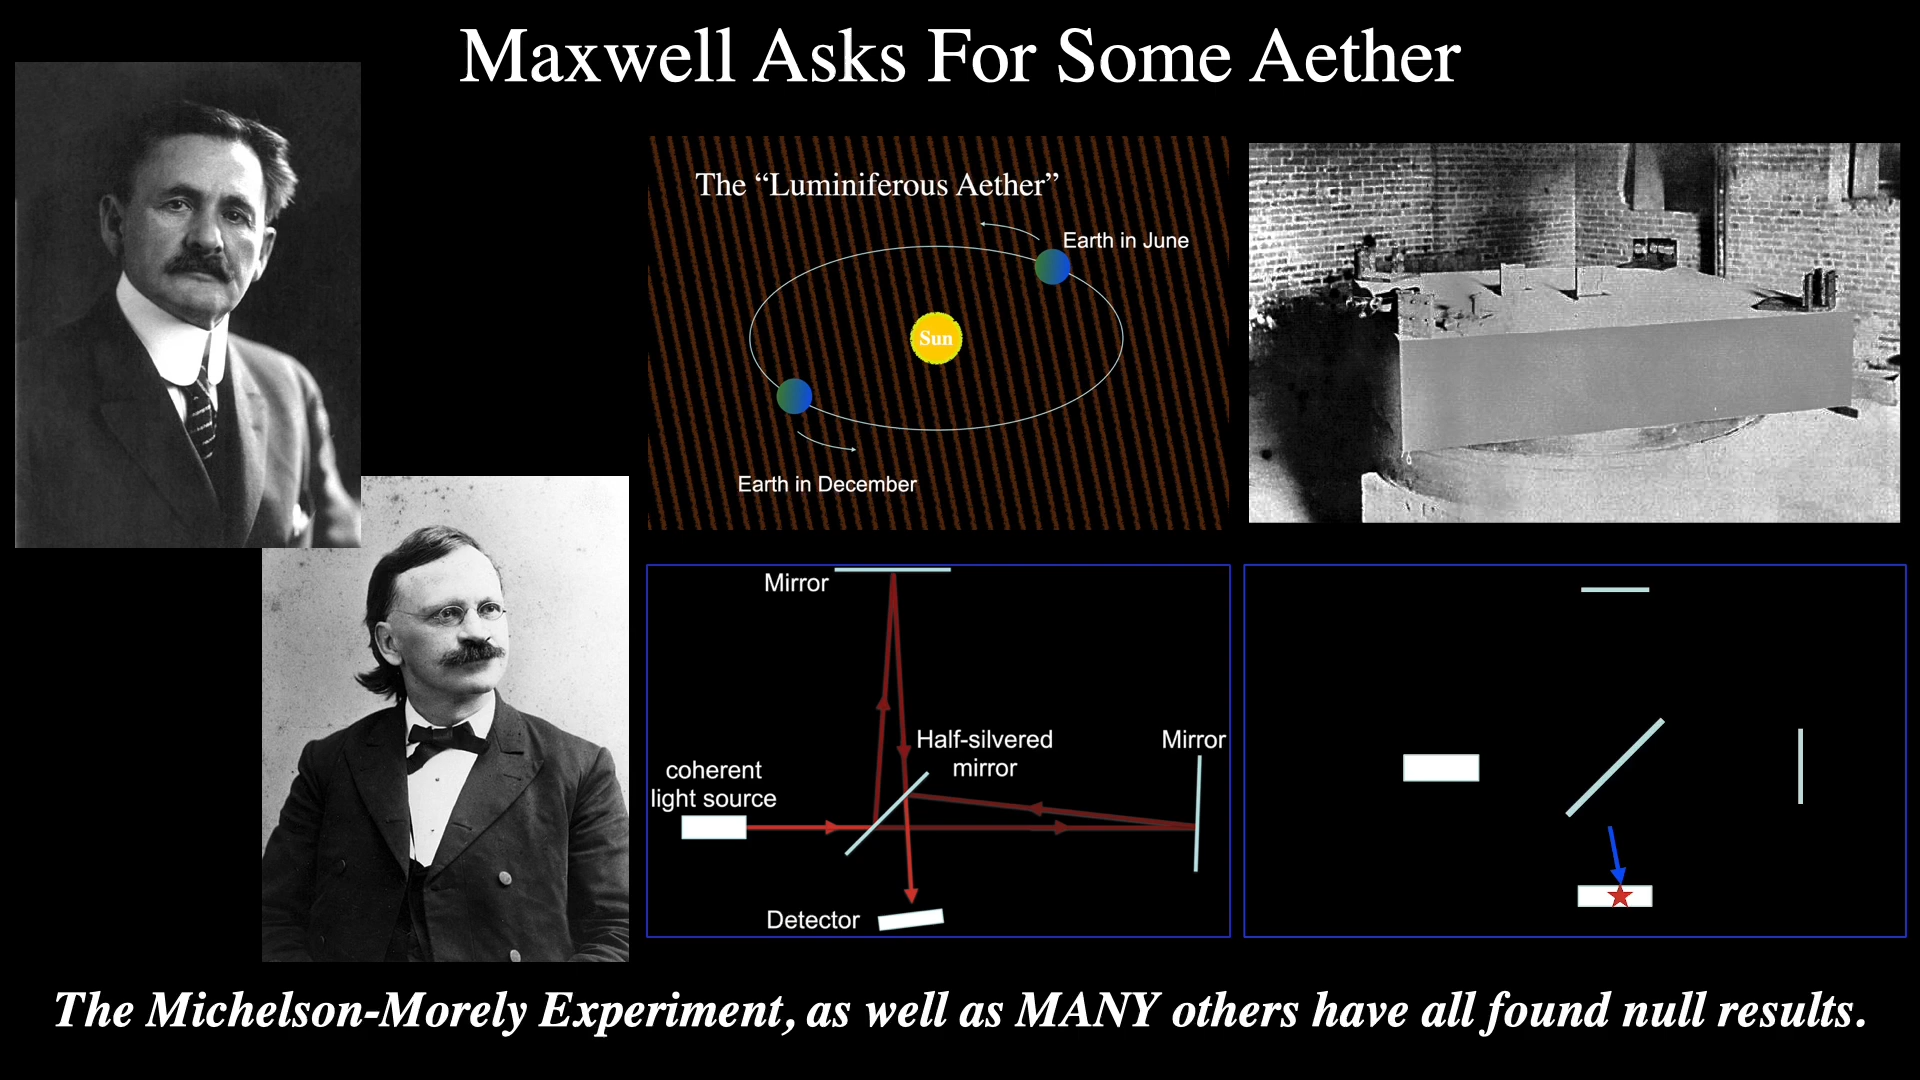 Maxwell Asks For Some Aether
The “Luminiferous Aether”
Earth in June
Sun
Earth in December
Mirror
Half-silvered
mirror
Mirror
coherent
light source
Detector
The Michelson-Morely Experiment, as well as MANY others have all found null results.